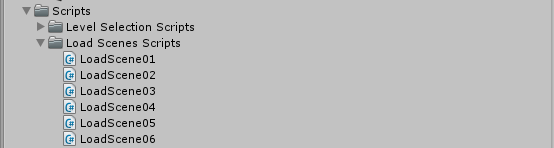 Scripts
Level Selection Scripts
Load Scenes Scripts
C# LoadScene01
C# LoadScene02
C# LoadScene03
C# LoadScene04
C# LoadScene05
C# LoadScene06